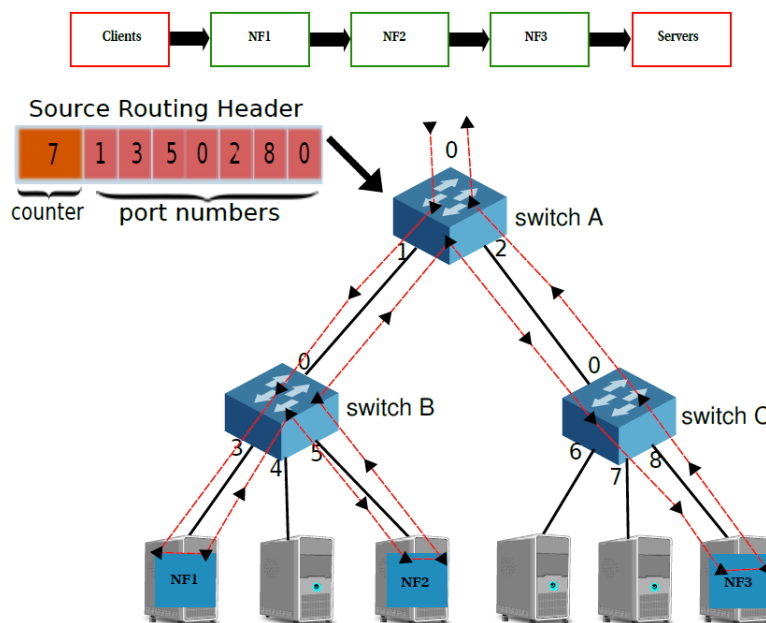 Clients NF1 NF2 NF3 Servers
Source Routing Header
7 1 3 5 0 2 8 0
counter port numbers
0
switch A
1 2
0 0
switch B switch C
3 4 5 6 7 8
NF1 NF2 NF3